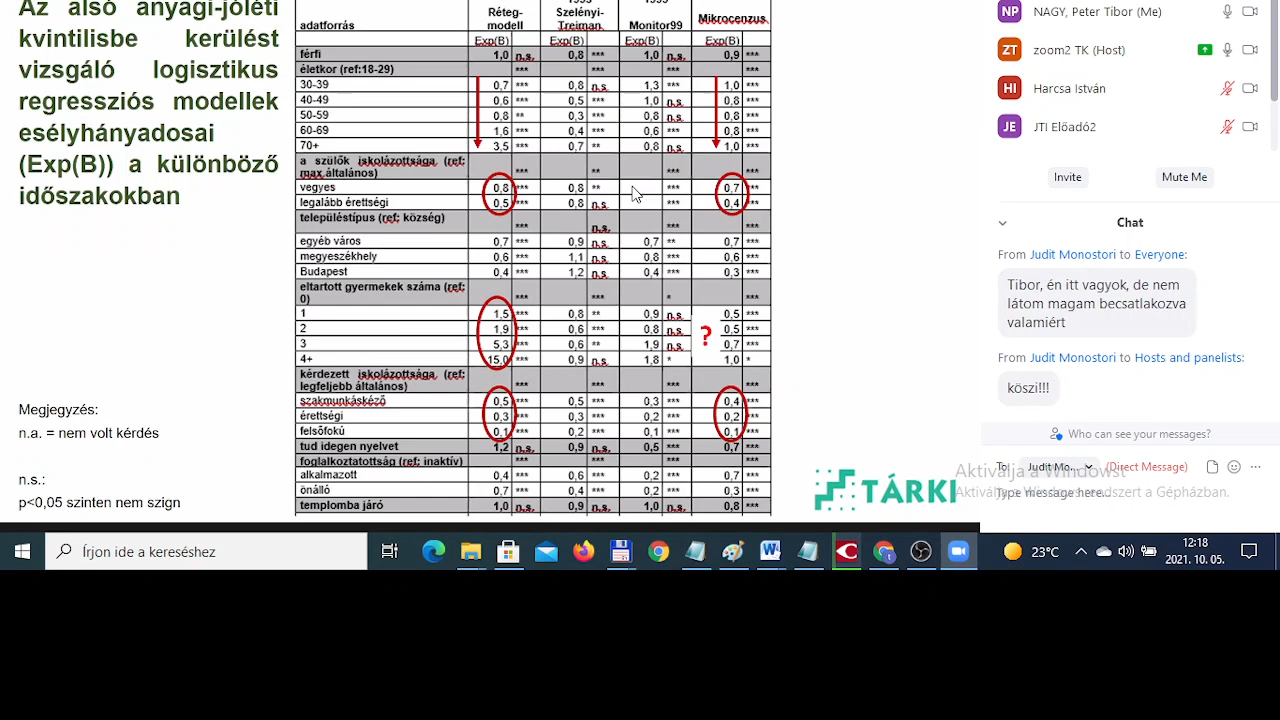 Az alsó anyagi-jóléti
kvintilisbe kerülést
vizsgáló logisztikus
regressziós modellek
esélyhányadosai
(Exp(B)) a különböző
időszakokban
Megjegyzés:
n.a. = nem volt kérdés
n.s.:
p<0,05 szinten nem szign
adatforrás Réteg-modell Szelényi-Treiman Monitor99 Mikrocenzus
Exp(B) Exp(B) Exp(B) Exp(B)
férfi 1,0 n.s. 0,8 *** 1,0 n.s. 0,9 ***
életkor (ref:18-29) *** *** *** ***
30-39 0,7 *** 0,8 n.s. 1,3 *** 1,0 ***
40-49 0,6 *** 0,5 *** 1,0 n.s. 0,8 ***
50-59 0,8 ** 0,3 *** 0,8 n.s. 0,8 ***
60-69 1,6 *** 0,4 *** 0,6 *** 0,8 ***
70+ 3,5 *** 0,7 ** 0,8 n.s. 1,0 ***
a szülők iskolázottsága (ref:
max általános) *** ** *** ***
vegyes 0,8 *** 0,8 ** *** 0,7 ***
legalább érettségi 0,5 *** 0,8 n.s. *** 0,4 ***
településtípus (ref: község) *** n.s. *** ***
egyéb város 0,7 *** 0,9 n.s. 0,7 ** 0,7 ***
megyeszékhely 0,6 *** 1,1 n.s. 0,8 *** 0,6 ***
Budapest 0,4 *** 1,2 n.s. 0,4 *** 0,3 ***
eltartott gyermekek száma (ref:
0) *** *** * ***
1 1,5 *** 0,8 ** 0,9 n.s. 0,5 ***
2 1,9 *** 0,6 *** 0,8 n.s. ? 0,5 ***
3 5,3 *** 0,6 ** 1,9 n.s. 0,7 ***
4+ 15,0 *** 0,9 n.s. 1,8 * 1,0 *
kérdezett iskolázottsága (ref:
legfeljebb általános) *** *** *** ***
szakmunkáskéző 0,5 *** 0,5 *** 0,3 *** 0,4 ***
érettségi 0,3 *** 0,3 *** 0,2 *** 0,2 ***
felsőfokú 0,1 *** 0,2 *** 0,1 *** 0,1 ***
tud idegen nyelvet 1,2 n.s. 0,9 n.s. 0,5 *** 0,7 ***
foglalkoztatottság (ref: inaktív) *** *** *** ***
alkalmazott 0,4 *** 0,6 *** 0,2 *** 0,7 ***
önálló 0,7 *** 0,4 *** 0,2 *** 0,3 ***
templomba járó 1,0 n.s. 0,9 n.s. 1,0 n.s. 0,8 ***
TÁRKI
NP NAGY, Peter Tibor (Me)
ZT zoom2 TK (Host)
HI Harcsa István
JE JTI Előadó2
Invite Mute Me
Chat
From Judit Monostori to Everyone:
Tibor, én itt vagyok, de nem
látom magam becsatlakozva
valamiért
From Judit Monostori to Hosts and panelists:
köszi!!!
Who can see your messages?
To: Judit Mo... (Direct Message)
Aktiválja a Windowst
Type message here...
Írjon ide a kereséshez
23°C
12:18
2021. 10. 05.